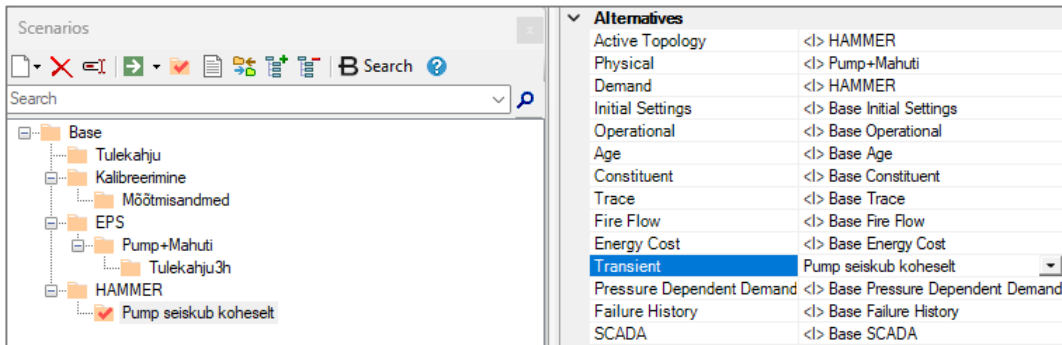 Scenarios
Search
Search
Base
Tulekahju
Kalibreerimine
Mõõtmisandmed
EPS
Pump+Mahuti
Tulekahju3h
HAMMER
Pump seiskub koheselt
Alternatives
Active Topology <I> HAMMER
Physical <I> Pump+Mahuti
Demand <I> HAMMER
Initial Settings <I> Base Initial Settings
Operational <I> Base Operational
Age <I> Base Age
Constituent <I> Base Constituent
Trace <I> Base Trace
Fire Flow <I> Base Fire Flow
Energy Cost <I> Base Energy Cost
Transient Pump seiskub koheselt
Pressure Dependent Demand <I> Base Pressure Dependent Demand
Failure History <I> Base Failure History
SCADA <I> Base SCADA